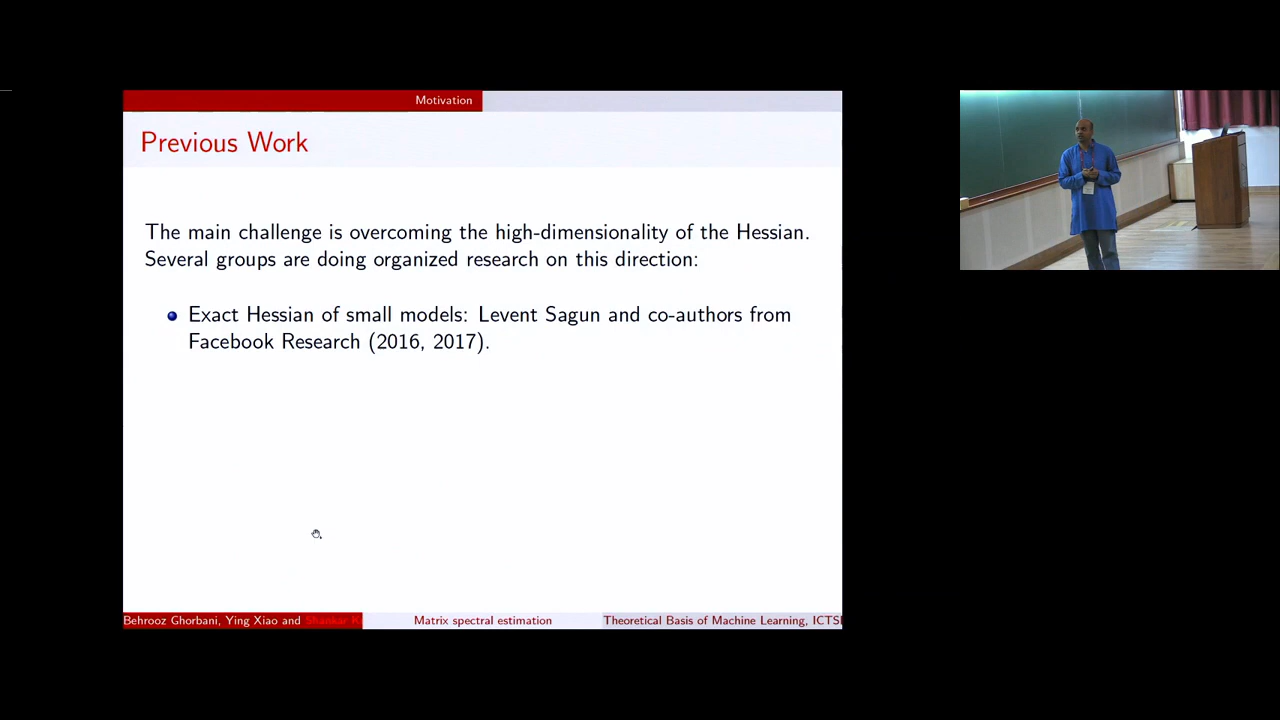 Motivation
Previous Work
The main challenge is overcoming the high-dimensionality of the Hessian.
Several groups are doing organized research on this direction:
Exact Hessian of small models: Levent Sagun and co-authors from
Facebook Research (2016, 2017).
Behrooz Ghorbani, Ying Xiao and Shankar
Matrix spectral estimation
Theoretical Basis of Machine Learning, ICTS